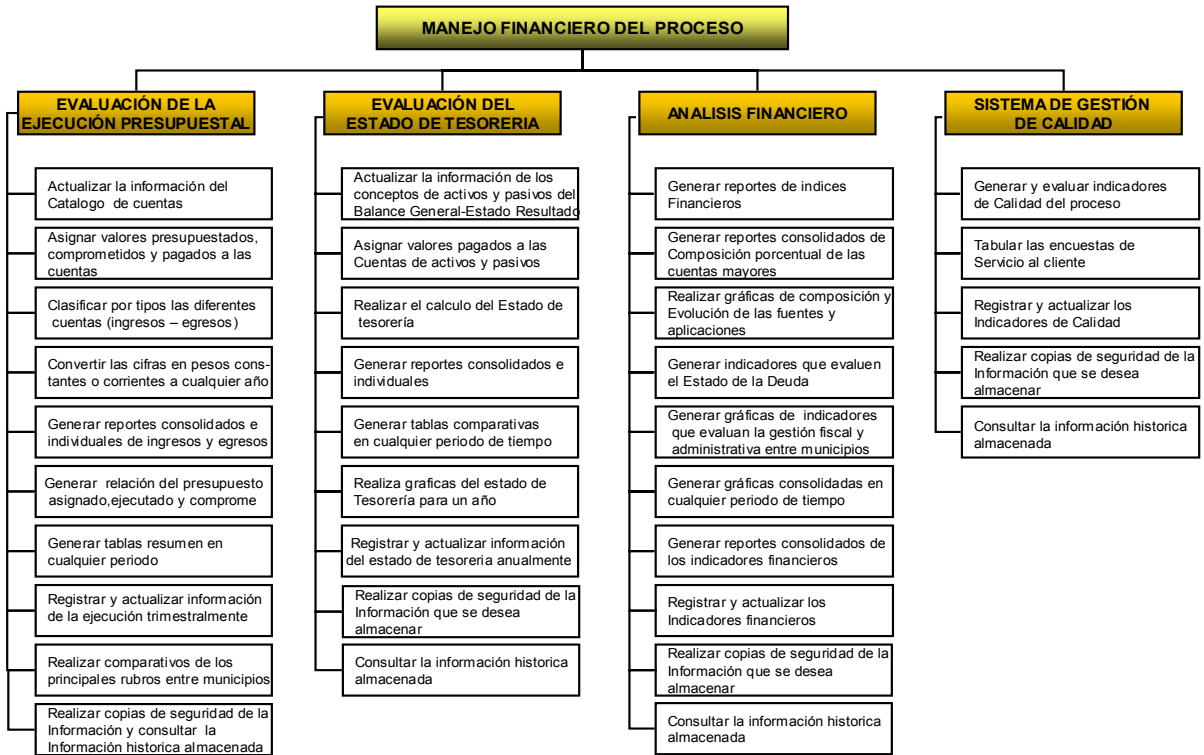 MANEJO FINANCIERO DEL PROCESO
EVALUACIÓN DE LA
EJECUCIÓN PRESUPUESTAL
Actualizar la información del
Catalogo de cuentas
Asignar valores presupuestados,
comprometidos y pagados a las
cuentas
Clasificar por tipos las diferentes
cuentas (ingresos – egresos)
Convertir las cifras en pesos cons-
tantes o corrientes a cualquier año
Generar reportes consolidados e
individuales de ingresos y egresos
Generar relación del presupuesto
asignado,ejecutado y comprome
Generar tablas resumen en
cualquier periodo
Registrar y actualizar información
de la ejecución trimestralmente
Realizar comparativos de los
principales rubros entre municipios
Realizar copias de seguridad de la
Información y consultar la
Información historica almacenada
EVALUACIÓN DEL
ESTADO DE TESORERIA
Actualizar la información de los
conceptos de activos y pasivos del
Balance General-Estado Resultado
Asignar valores pagados a las
Cuentas de activos y pasivos
Realizar el calculo del Estado de
tesorería
Generar reportes consolidados e
individuales
Generar tablas comparativas
en cualquier periodo de tiempo
Realiza graficas del estado de
Tesorería para un año
Registrar y actualizar información
del estado de tesoreria anualmente
Realizar copias de seguridad de la
Información que se desea
almacenar
Consultar la información historica
almacenada
ANALISIS FINANCIERO
Generar reportes de indices
Financieros
Generar reportes consolidados de
Composición porcentual de las
cuentas mayores
Realizar gráficas de composición y
Evolución de las fuentes y
aplicaciones
Generar indicadores que evaluen
el Estado de la Deuda
Generar gráficas de indicadores
que evaluan la gestión fiscal y
administrativa entre municipios
Generar gráficas consolidadas en
cualquier periodo de tiempo
Generar reportes consolidados de
los indicadores financieros
Registrar y actualizar los
Indicadores financieros
Realizar copias de seguridad de la
Información que se desea
almacenar
Consultar la información historica
almacenada
SISTEMA DE GESTIÓN
DE CALIDAD
Generar y evaluar indicadores
de Calidad del proceso
Tabular las encuestas de
Servicio al cliente
Registrar y actualizar los
Indicadores de Calidad
Realizar copias de seguridad de la
Información que se desea
almacenar
Consultar la información historica
almacenada